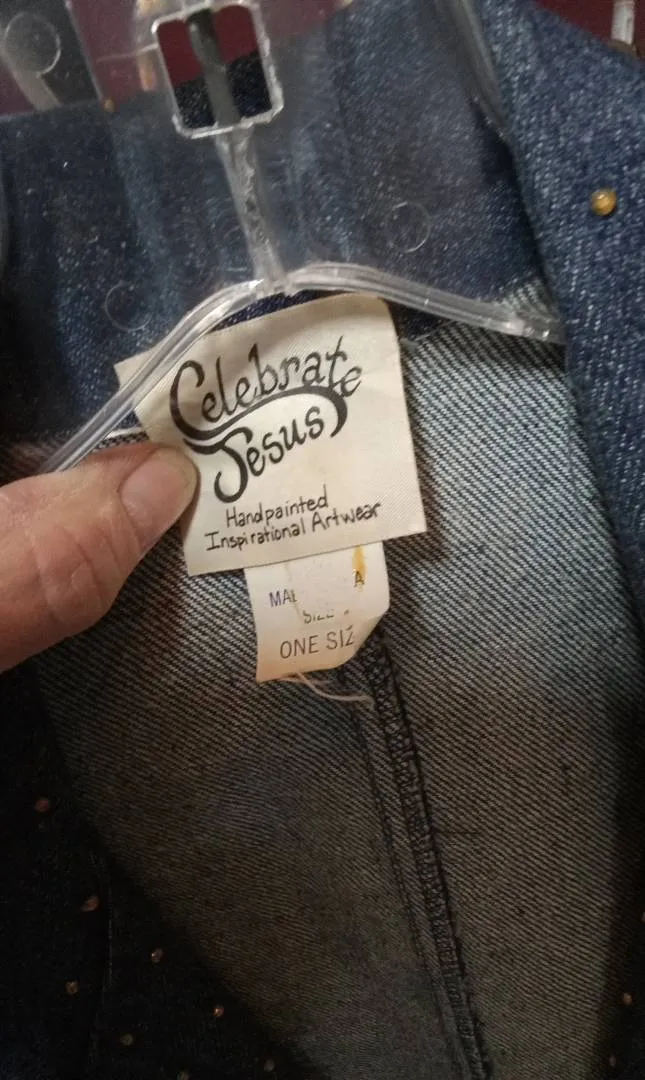 Celebrate
Jesus
Handpainted
Inspirational Artwear
A
ONE SIZ